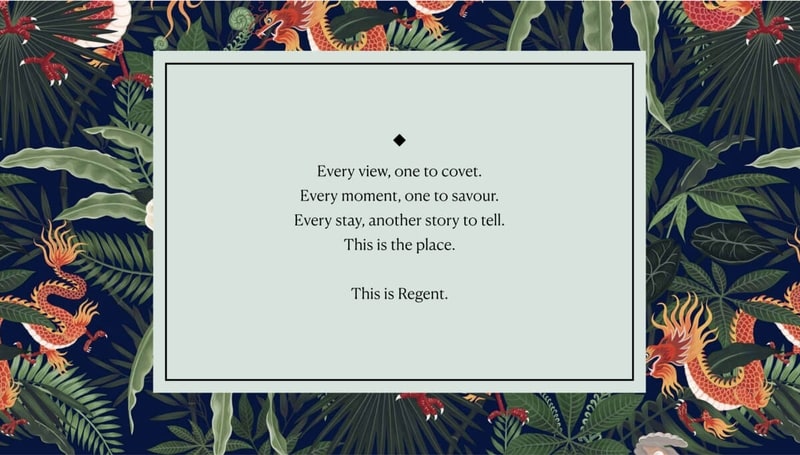 Every view, one to covet.
Every moment, one to savour.
Every stay, another story to tell.
This is the place.
This is Regent.